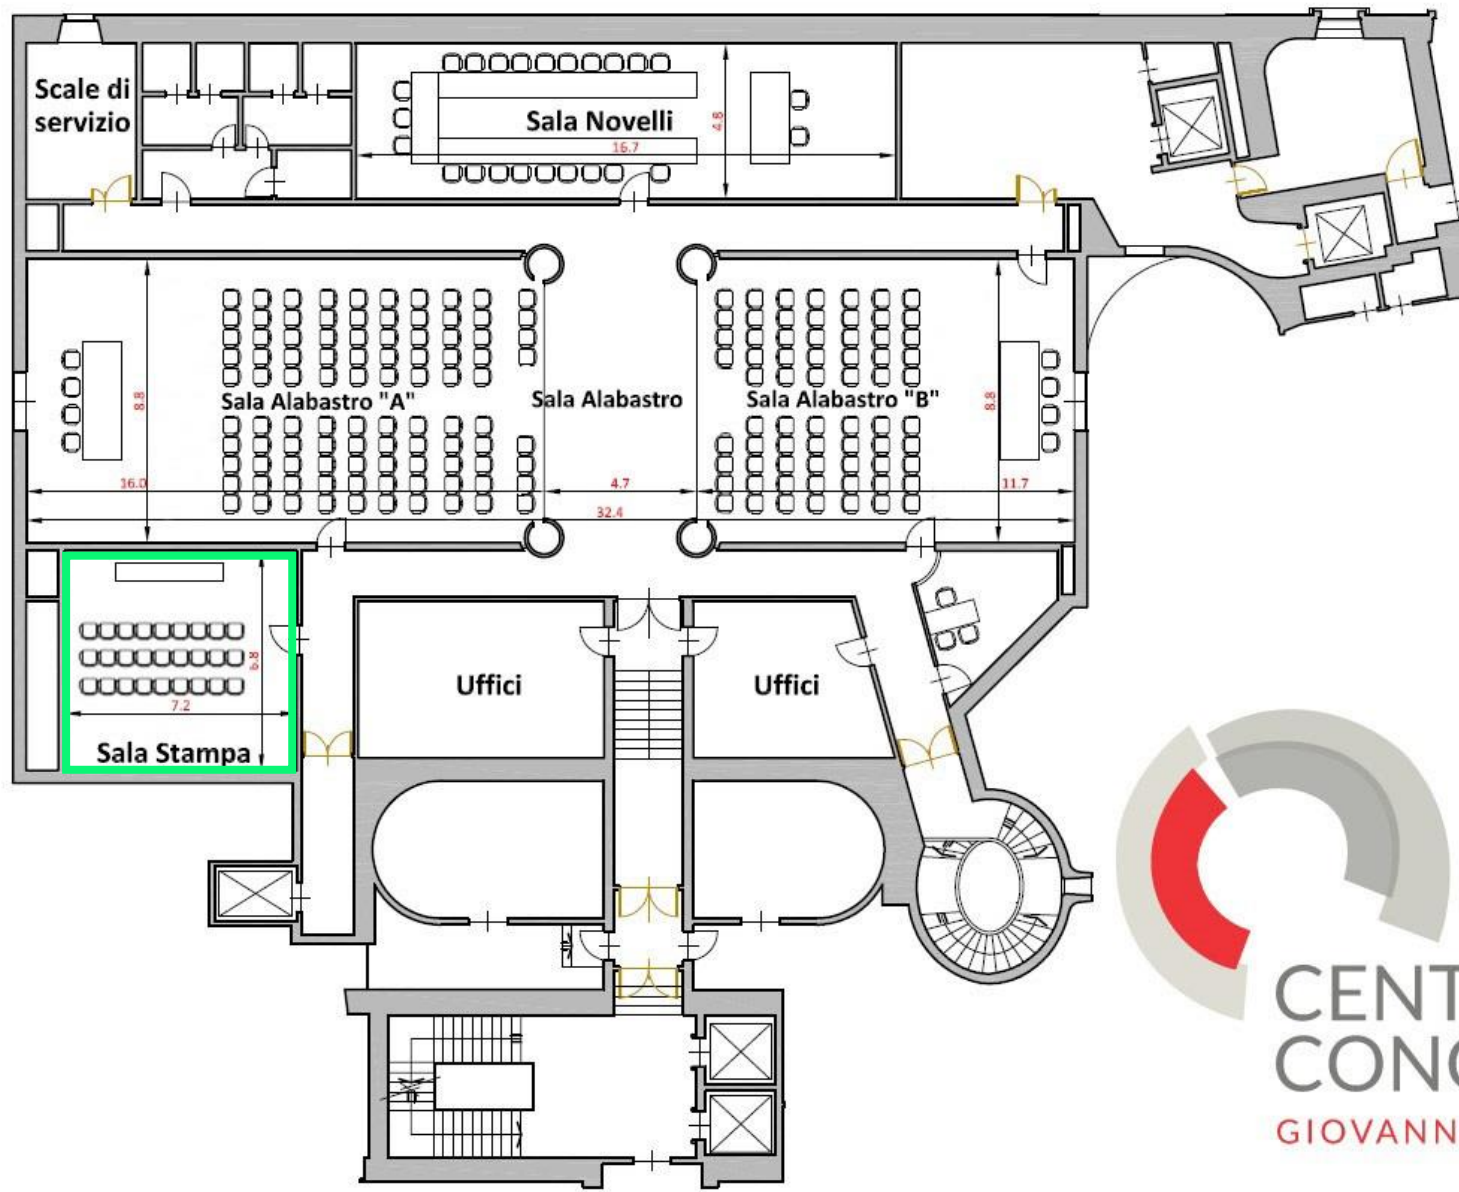 Scale di
servizio
Sala Novelli
4.8
16.7
8.8
Sala Alabastro "A"
Sala Alabastro
Sala Alabastro "B"
8.8
16.0
4.7
11.7
32.4
6.8
7.2
Sala Stampa
Uffici
Uffici
CENT
CONG
GIOVANN